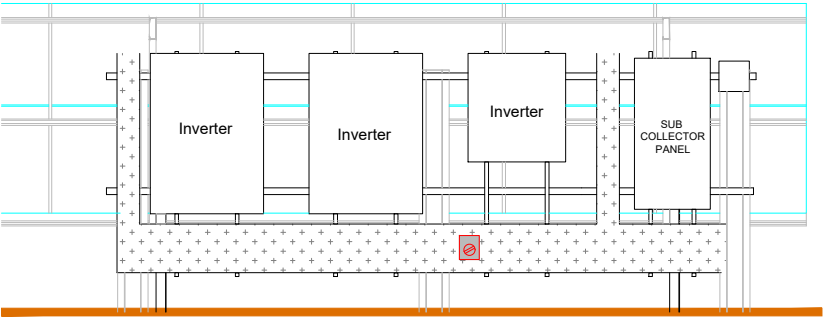 Inverter
Inverter
Inverter
SUB
COLLECTOR
PANEL